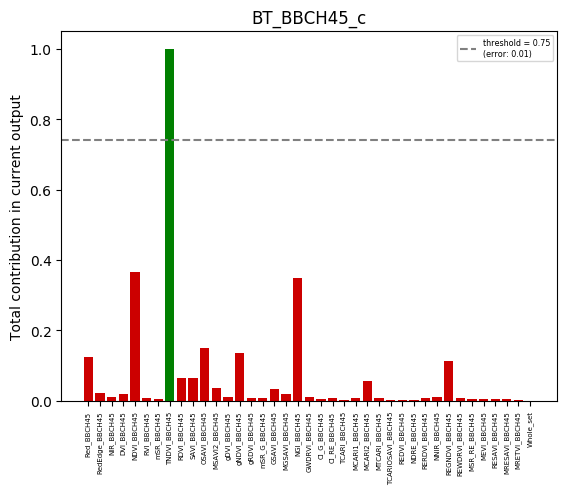 BT_BBCH45_c
threshold = 0.75
(error: 0.01)
Total contribution in current output
1.0
0.8
0.6
0.4
0.2
0.0
Red_BBCH45
RedEdge_BBCH45
NIR_BBCH45
DVI_BBCH45
NDVI_BBCH45
RVI_BBCH45
mSR_BBCH45
TNDVI_BBCH45
NDVI_BBCH45
SAVI_BBCH45
OSAVI_BBCH45
MSAVI2_BBCH45
gDVI_BBCH45
gNDVI_BBCH45
gRDVI_BBCH45
mSR_G_BBCH45
GSAVI_BBCH45
MGSAVI_BBCH45
NGI_BBCH45
GWDRVI_BBCH45
CI_G_BBCH45
CI_RE_BBCH45
TCARI_BBCH45
MCARI1_BBCH45
MCARI2_BBCH45
MTCARI_BBCH45
TCARIOSAVI_BBCH45
REDVI_BBCH45
NDRE_BBCH45
RERDVI_BBCH45
NNIR_BBCH45
REGNDVI_BBCH45
REWDRVI_BBCH45
MSR_RE_BBCH45
MEVI_BBCH45
RESAVI_BBCH45
MRESAVI_BBCH45
MRETVI_BBCH45
Whole_set